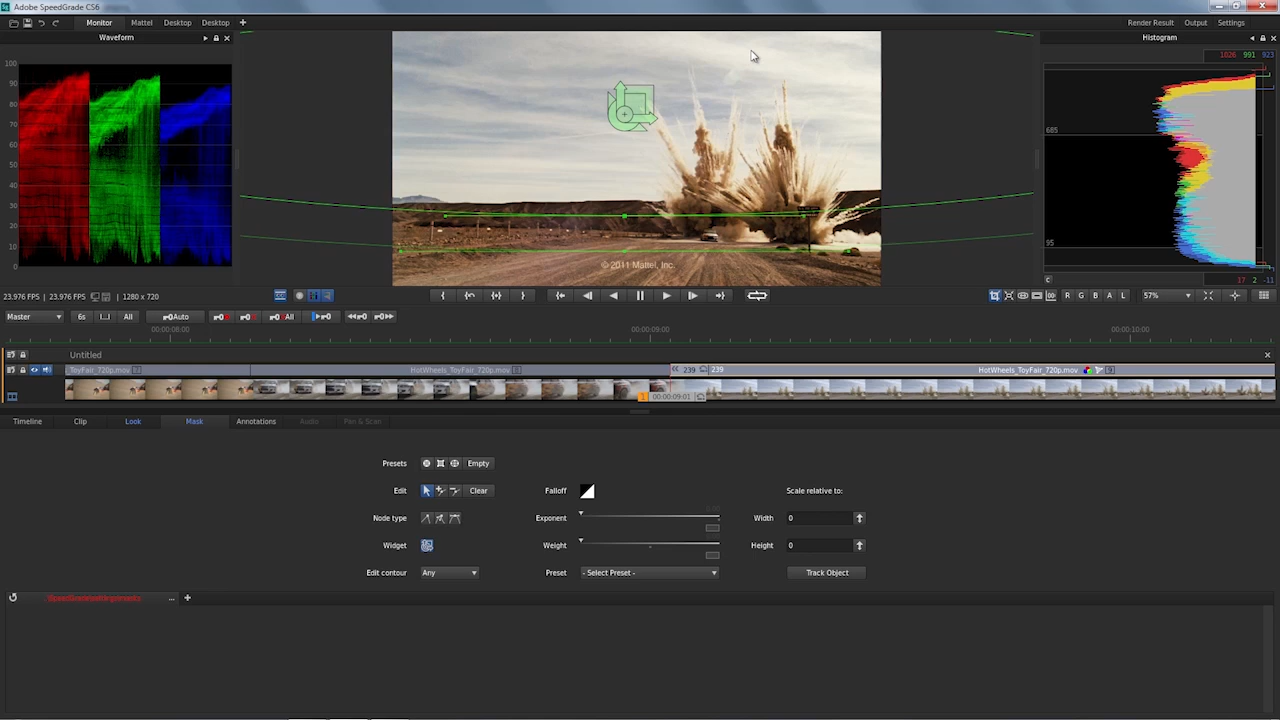 Adobe SpeedGrade CS6
Monitor Mattel Desktop Desktop +
Render Result Output Settings
Waveform
Histogram
1026 991 923
100
90
80
70
60
50
40
30
20
10
0
685
95
17 2 -11
© 2011 Mattel, Inc.
23.976 FPS 23.976 FPS 1280 x 720
R G B A L 57%
Master 6s All Auto All
00:00:08:00 00:00:09:00 00:00:10:00
Untitled
ToyFair_720p.mov HotWheels_ToyFair_720p.mov 239 239 HotWheels_ToyFair_720p.mov
00:00:09:01
Timeline Clip Look Mask Annotations Audio Pan & Scan
Presets Empty
Edit Clear Falloff Scale relative to:
Node type Exponent Width 0
Widget Weight Height 0
Edit contour Any Preset - Select Preset - Track Object
... +